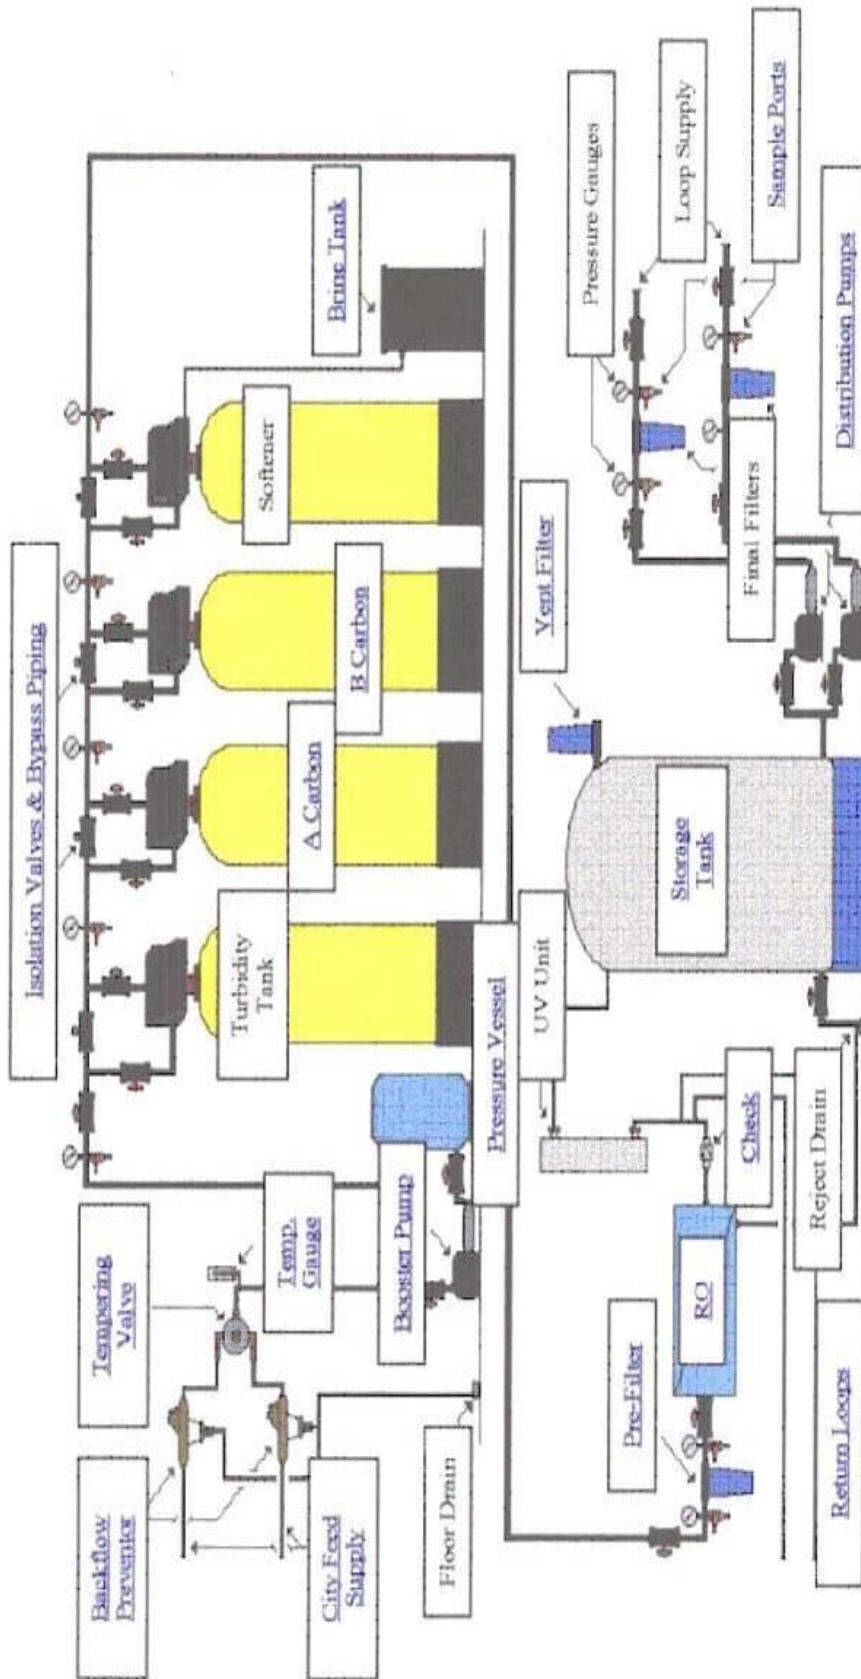 Isolation Valves & Bypass Piping
Backflow
Preventor
Tempering
Valve
Temp.
Gauge
City Feed
Supply
Floor Drain
Booster Pump
Pressure Vessel
Turbidity
Tank
A Carbon
B Carbon
Softener
Brine Tank
Pre-Filter
RO
Check
UV Unit
Reject Drain
Return Loops
Vent Filter
Storage
Tank
Final Filters
Distribution Pumps
Pressure Gauges
Loop Supply
Sample Ports